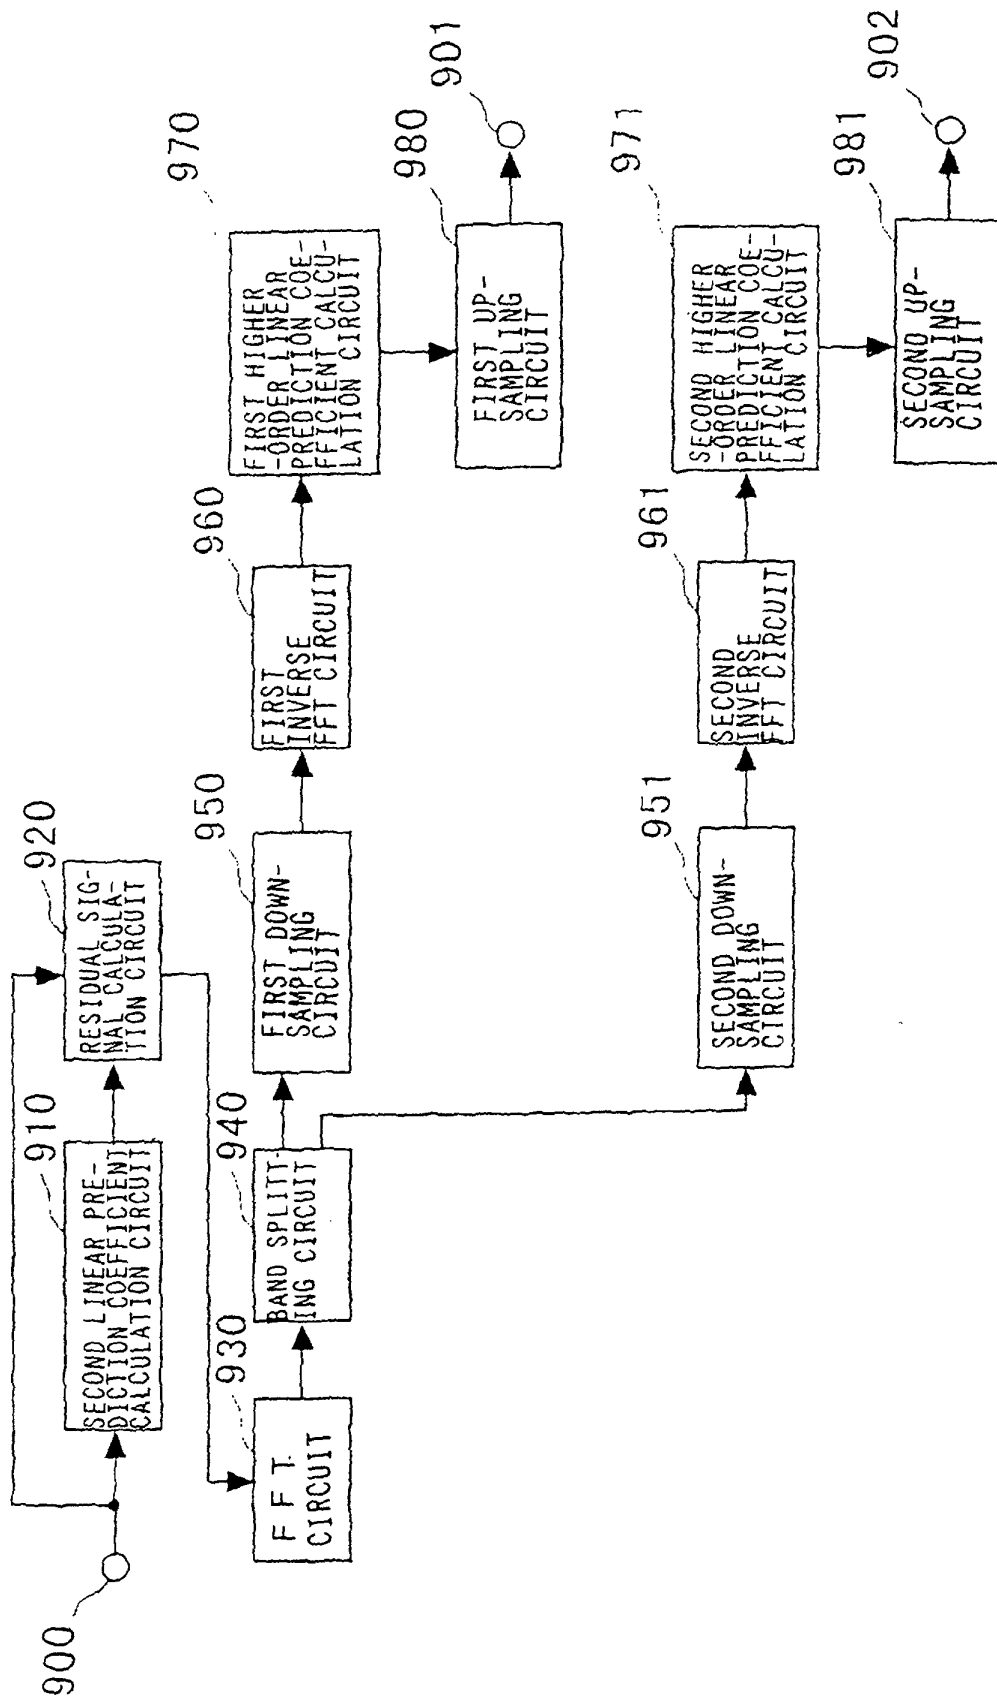 900
910
SECOND LINEAR PRE-
DICTION COEFFICIENT
CALCULATION CIRCUIT
920
RESIDUAL SIG-
NAL CALCULA-
TION CIRCUIT
930
F F T
CIRCUIT
940
BAND SPLITT-
ING CIRCUIT
950
FIRST DOWN-
SAMPLING
CIRCUIT
960
FIRST
INVERSE
FFT CIRCUIT
970
FIRST HIGHER
-ORDER LINEAR
PREDICTION COE-
FFICIENT CALCU-
LATION CIRCUIT
980
FIRST UP-
SAMPLING
CIRCUIT
901
951
SECOND DOWN-
SAMPLING
CIRCUIT
961
SECOND
INVERSE
FFT CIRCUIT
971
SECOND HIGHER
-ORDER LINEAR
PREDICTION COE-
FFICIENT CALCU-
LATION CIRCUIT
981
SECOND UP-
SAMPLING
CIRCUIT
902